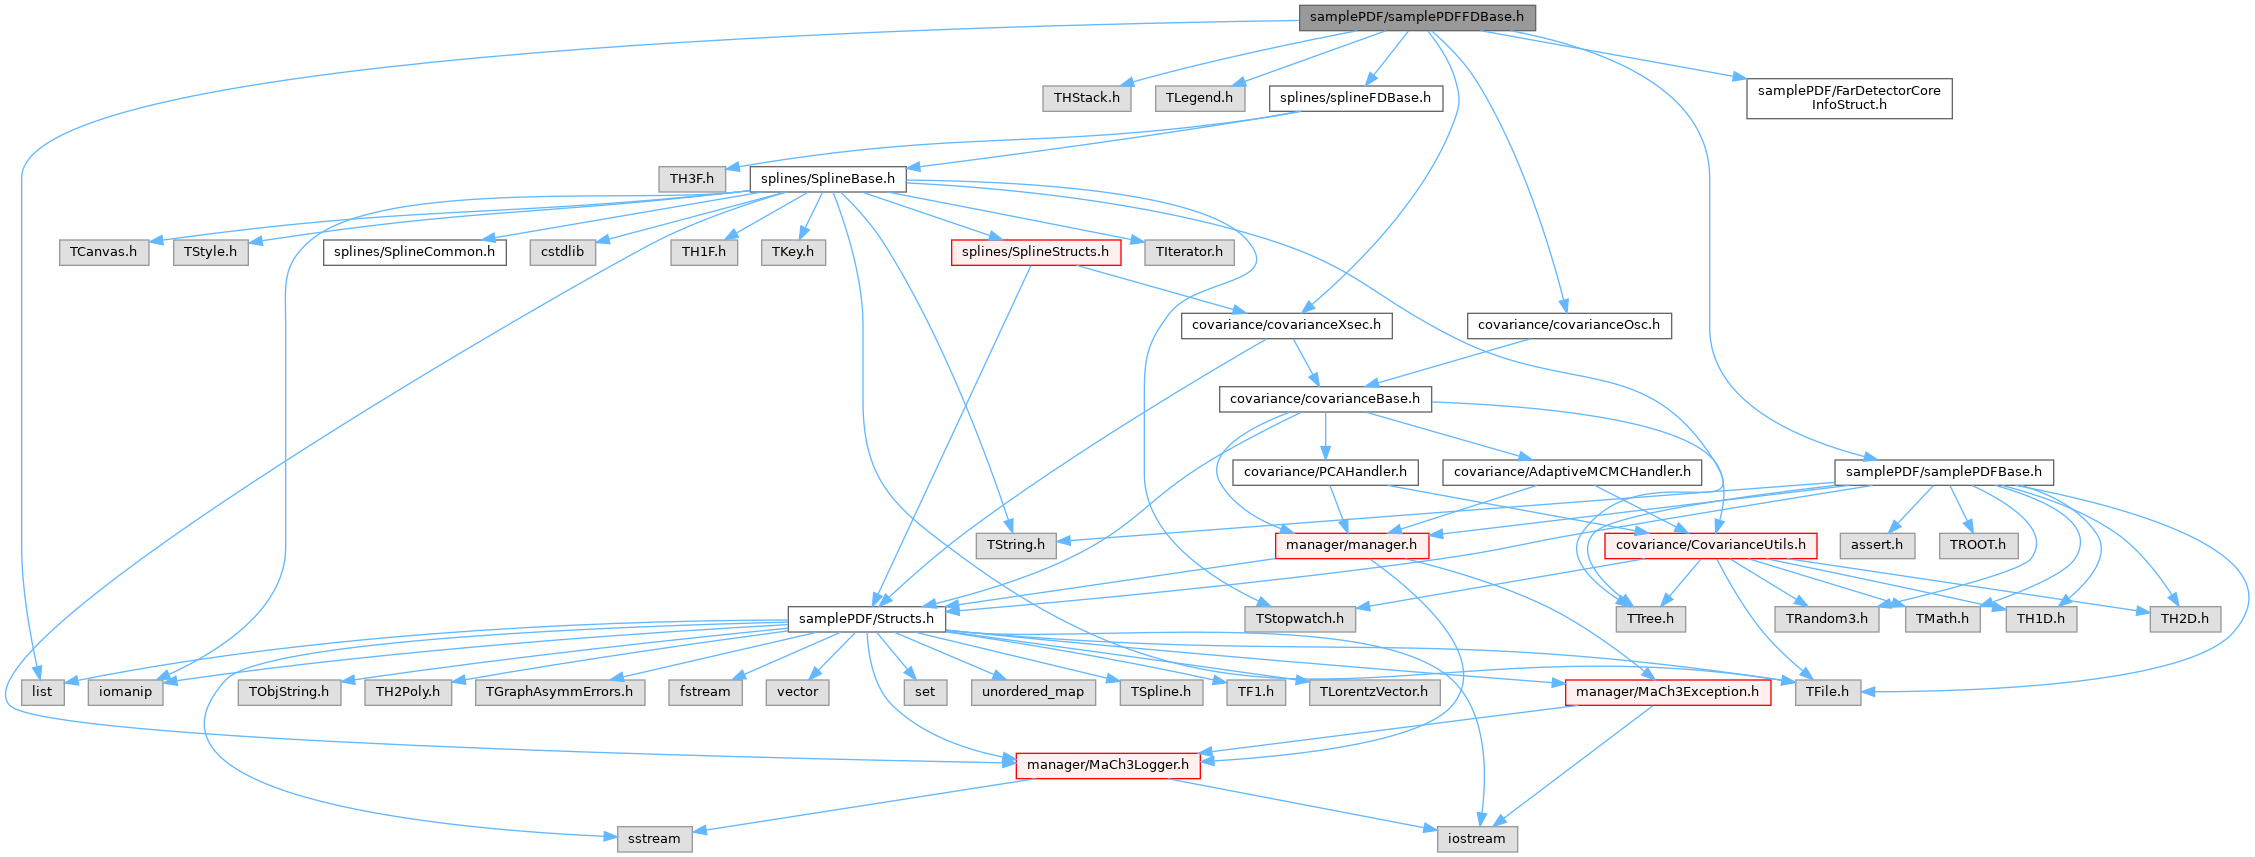 samplePDF/samplePDFFDBase.h
THStack.h
TLegend.h
splines/splineFDBase.h
samplePDF/FarDetectorCore
InfoStruct.h
TH3F.h
splines/SplineBase.h
TCanvas.h
TStyle.h
splines/SplineCommon.h
cstdlib
TH1F.h
TKey.h
splines/SplineStructs.h
TIterator.h
covariance/covarianceXsec.h
covariance/covarianceOsc.h
covariance/covarianceBase.h
covariance/PCAHandler.h
covariance/AdaptiveMCMCHandler.h
samplePDF/samplePDFBase.h
TString.h
manager/manager.h
covariance/CovarianceUtils.h
assert.h
TROOT.h
samplePDF/Structs.h
TStopwatch.h
TTree.h
TRandom3.h
TMath.h
TH1D.h
TH2D.h
list
iomanip
TObjString.h
TH2Poly.h
TGraphAsymmErrors.h
fstream
vector
set
unordered_map
TSpline.h
TF1.h
TLorentzVector.h
manager/MaCh3Exception.h
TFile.h
manager/MaCh3Logger.h
sstream
iostream